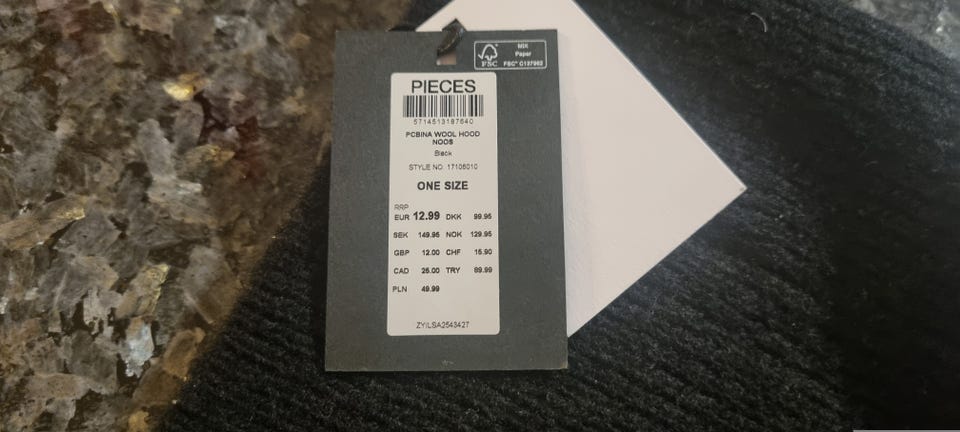 MIX
Paper
FSC FSC® C137962
PIECES
5714513187640
PCBINA WOOL HOOD
NOOS
Black
STYLE NO 17106010
ONE SIZE
RRP
EUR 12.99 DKK 99.95
SEK 149.95 NOK 129.95
GBP 12.00 CHF 15.90
CAD 25.00 TRY 89.99
PLN 49.99
ZY/LSA2543427